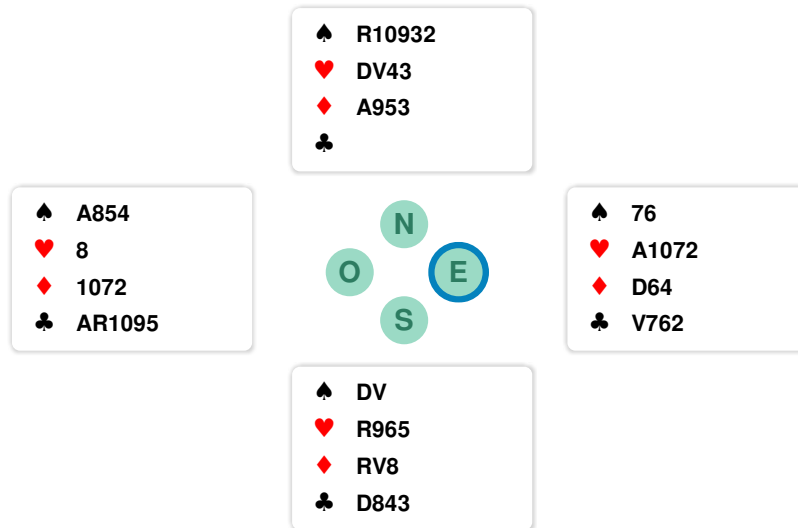 ♠ R10932
♥ DV43
♦ A953
♣
♠ A854
♥ 8
♦ 1072
♣ AR1095
N
O
E
S
♠ 76
♥ A1072
♦ D64
♣ V762
♠ DV
♥ R965
♦ RV8
♣ D843